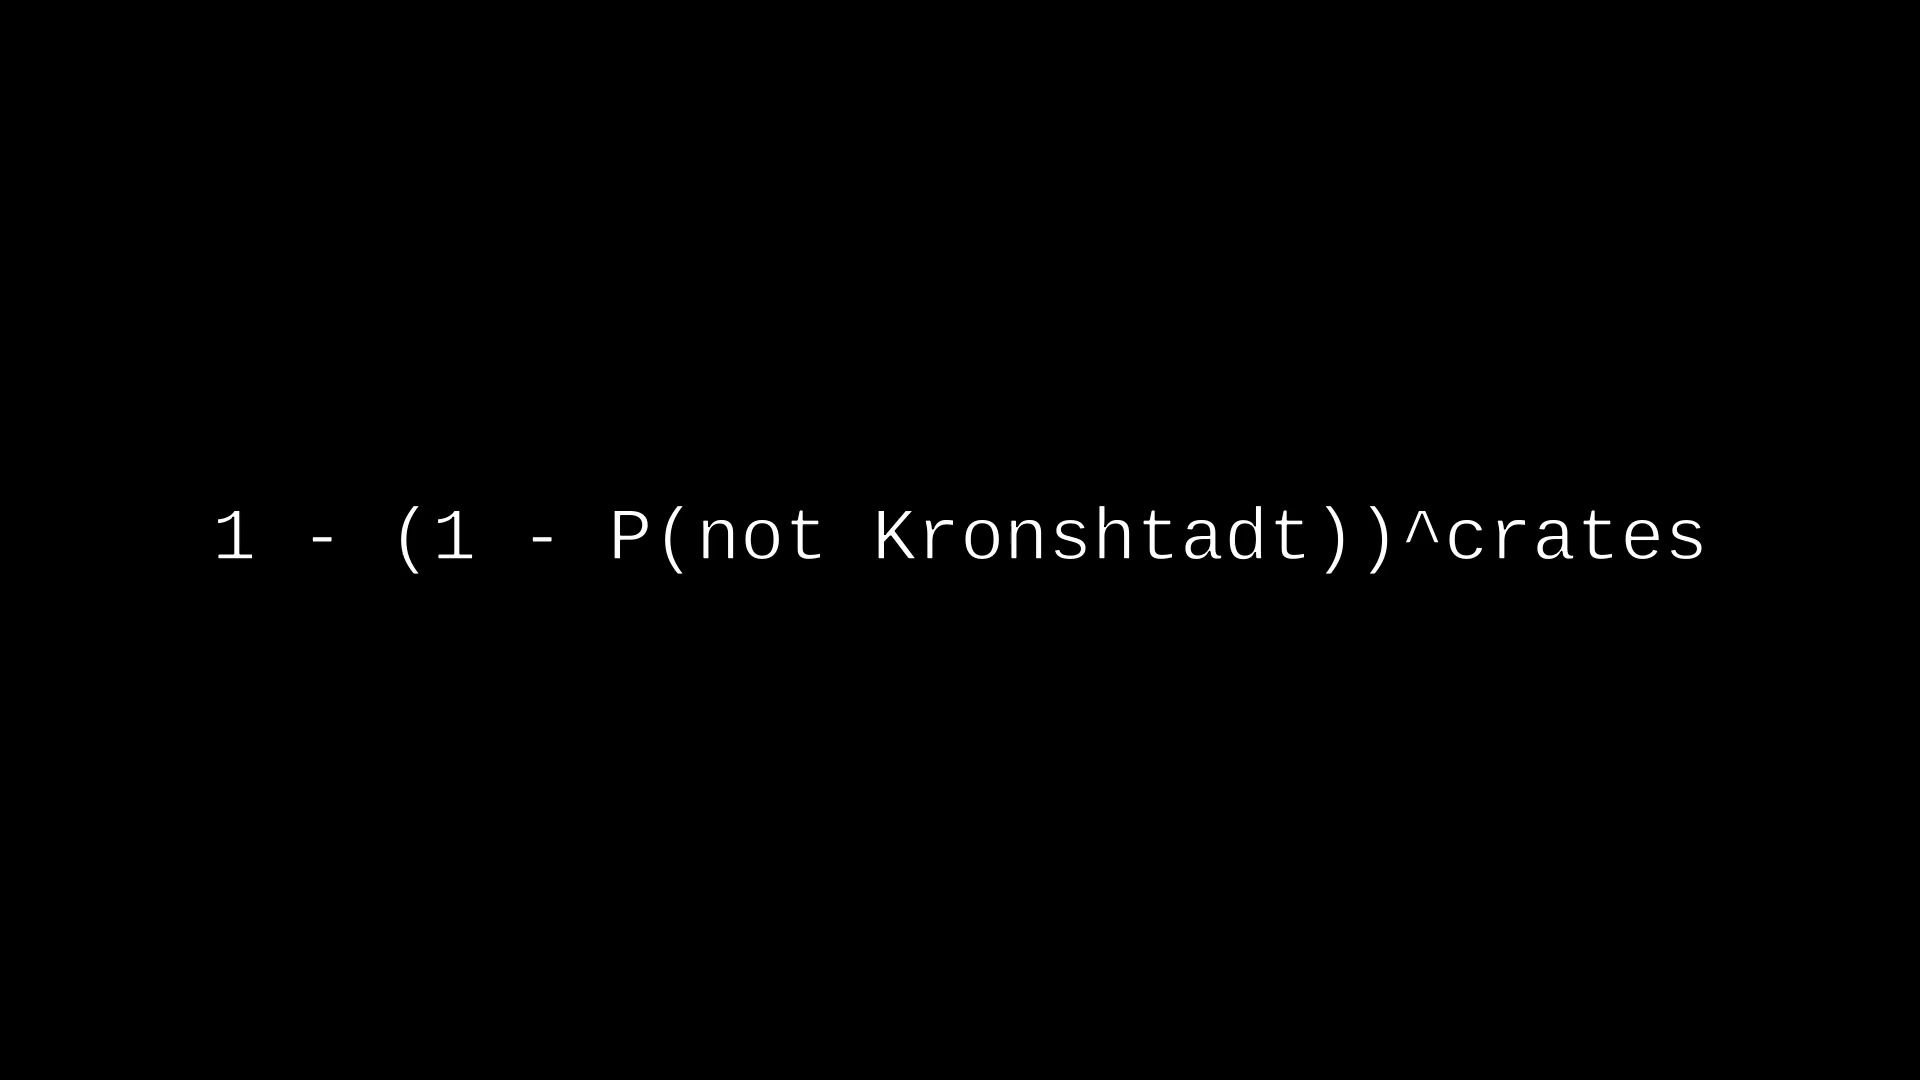 1 - (1 - P(not Kronshtadt))^crates